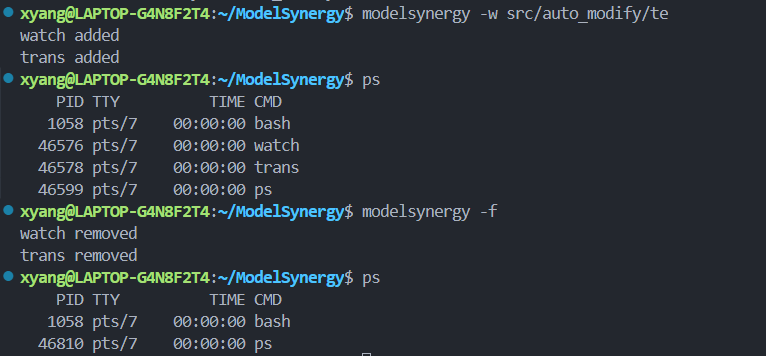 xyang@LAPTOP-G4N8F2T4:~/ModelSynergy$ modelsynergy -w src/auto_modify/te
watch added
trans added
xyang@LAPTOP-G4N8F2T4:~/ModelSynergy$ ps
    PID TTY          TIME CMD
   1058 pts/7    00:00:00 bash
  46576 pts/7    00:00:00 watch
  46578 pts/7    00:00:00 trans
  46599 pts/7    00:00:00 ps
xyang@LAPTOP-G4N8F2T4:~/ModelSynergy$ modelsynergy -f
watch removed
trans removed
xyang@LAPTOP-G4N8F2T4:~/ModelSynergy$ ps
    PID TTY          TIME CMD
   1058 pts/7    00:00:00 bash
  46810 pts/7    00:00:00 ps